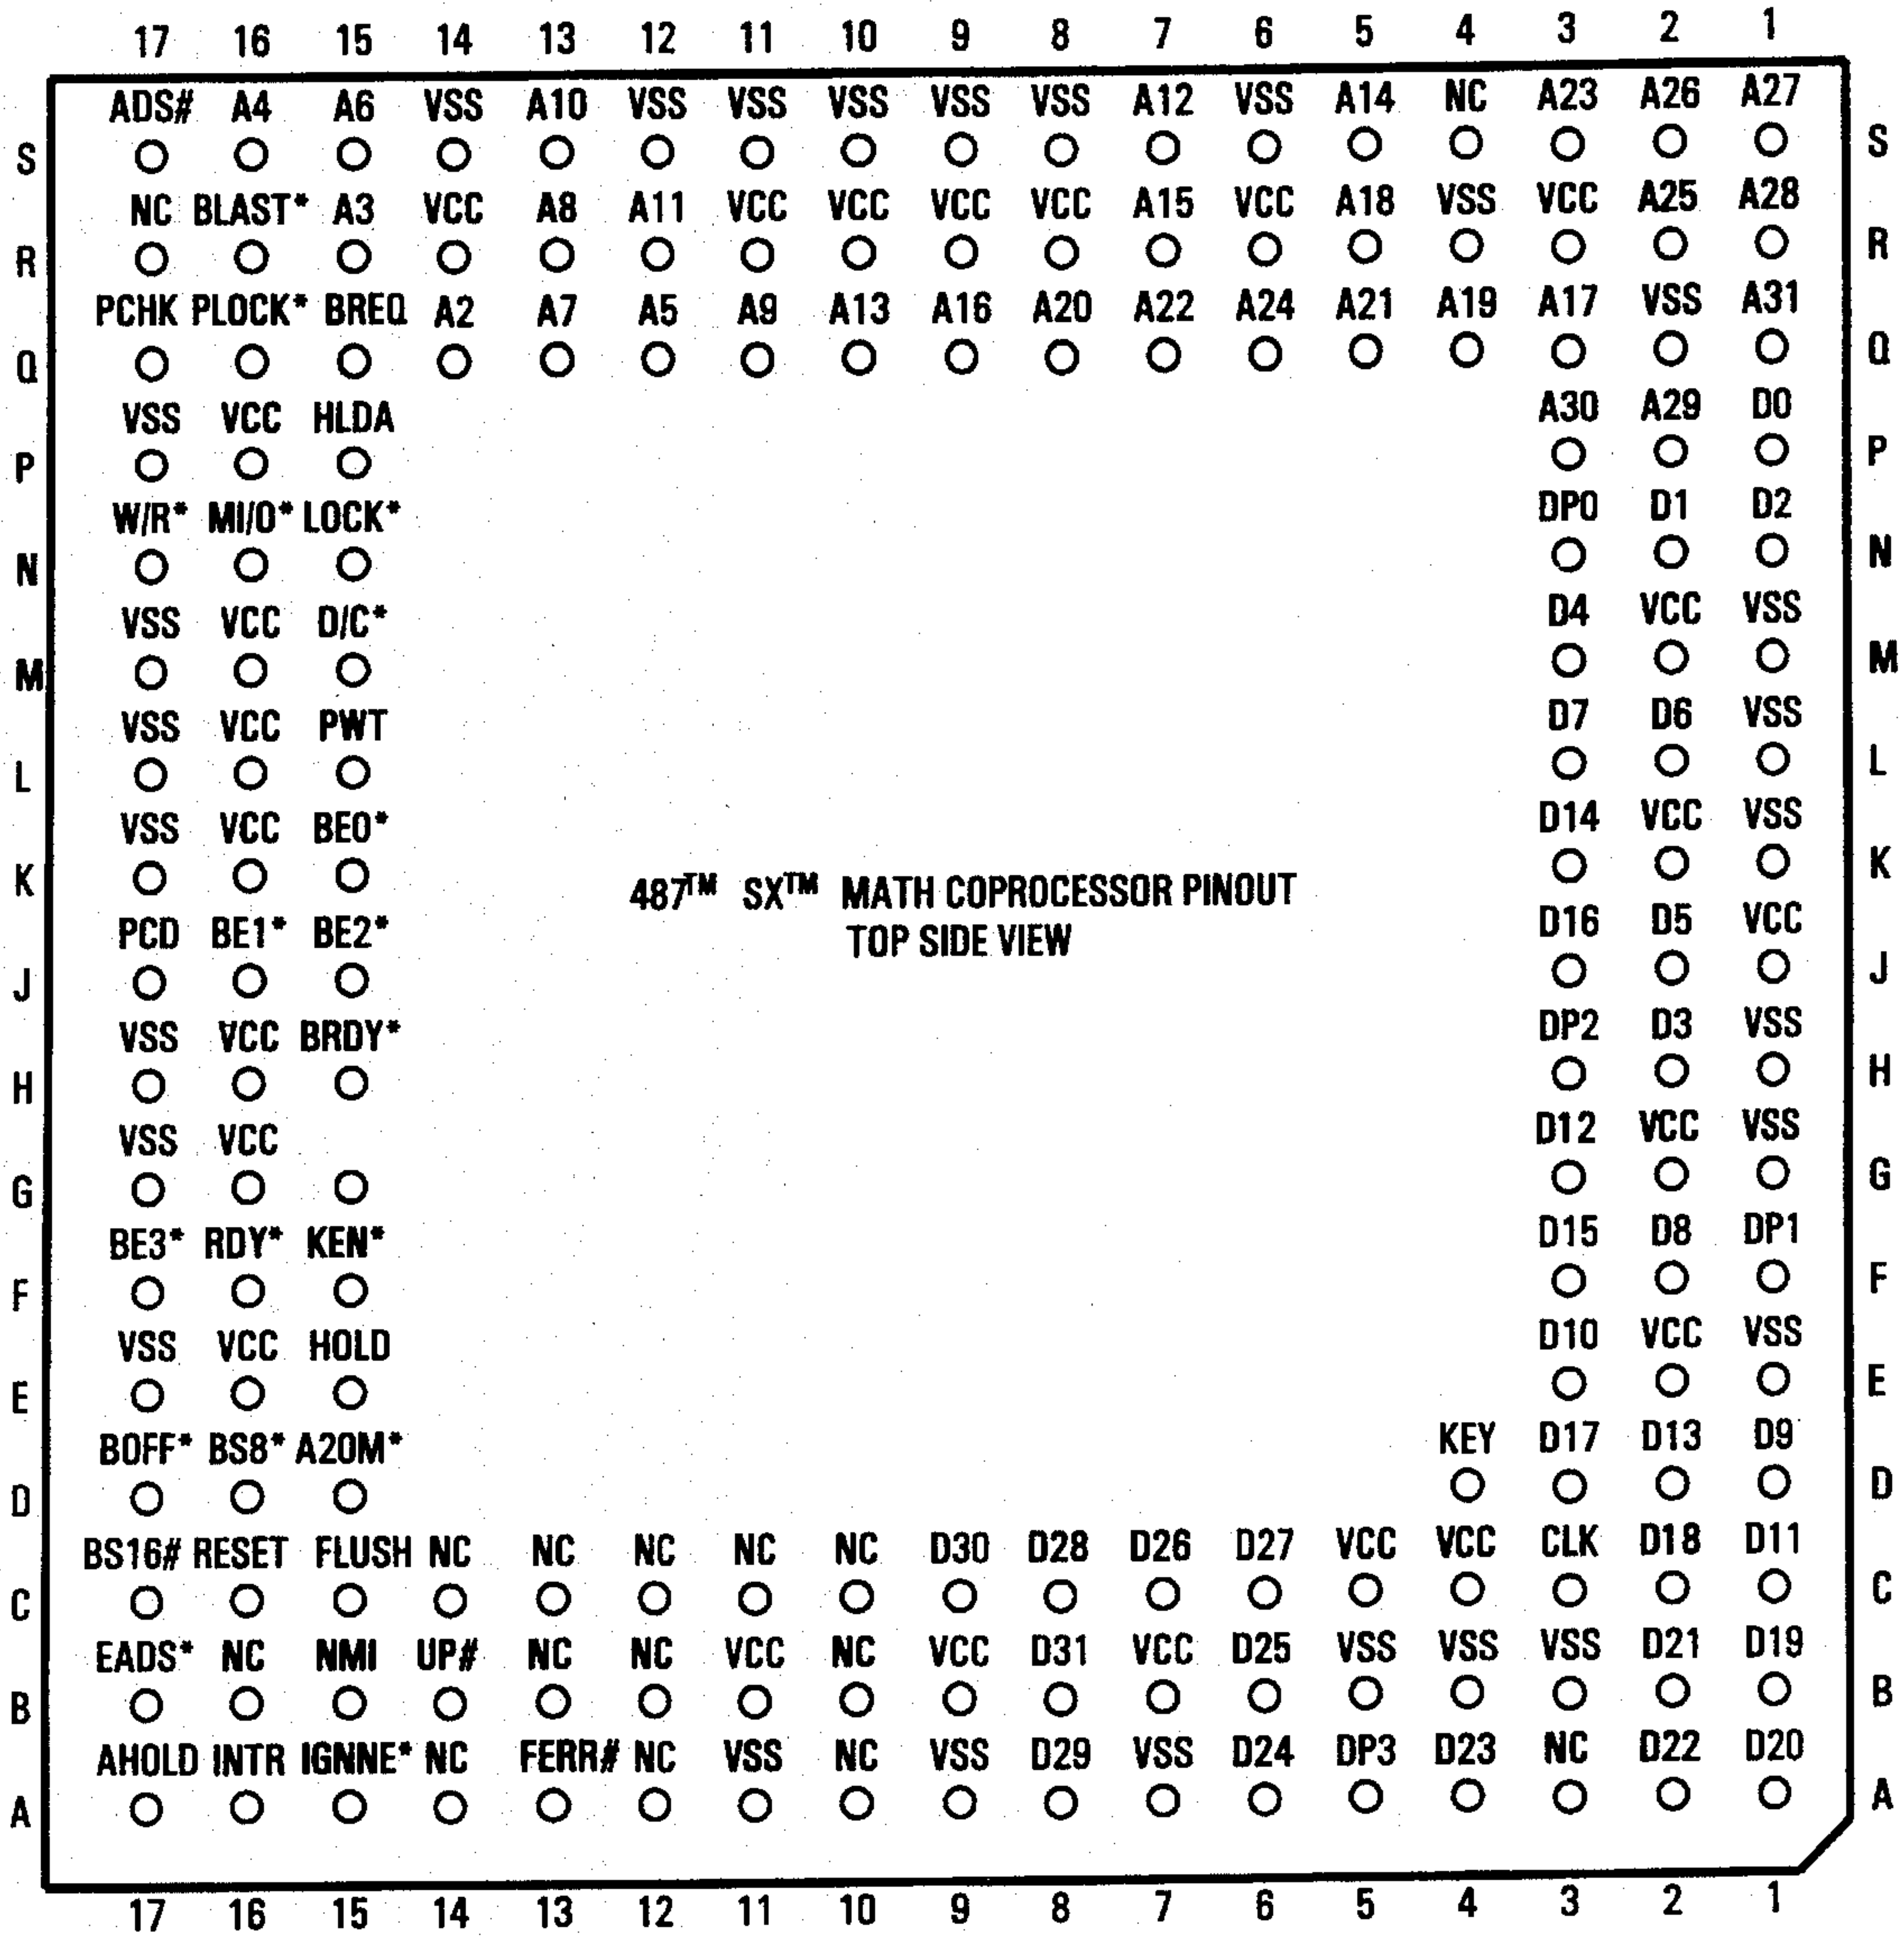 17 16 15 14 13 12 11 10 9 8 7 6 5 4 3 2 1
ADS# A4 A6 VSS A10 VSS VSS VSS VSS VSS A12 VSS A14 NC A23 A26 A27
S S
NC BLAST* A3 VCC A8 A11 VCC VCC VCC VCC A15 VCC A18 VSS VCC A25 A28
R R
PCHK PLOCK* BREQ A2 A7 A5 A9 A13 A16 A20 A22 A24 A21 A19 A17 VSS A31
Q Q
VSS VCC HLDA A30 A29 D0
P P
W/R* MI/O* LOCK* DP0 D1 D2
N N
VSS VCC D/C* D4 VCC VSS
M M
VSS VCC PWT D7 D6 VSS
L L
VSS VCC BE0* D14 VCC VSS
K K
487™ SX™ MATH COPROCESSOR PINOUT
PCD BE1* BE2* D16 D5 VCC
TOP SIDE VIEW
J J
VSS VCC BRDY* DP2 D3 VSS
H H
VSS VCC D12 VCC VSS
G G
BE3* RDY* KEN* D15 D8 DP1
F F
VSS VCC HOLD D10 VCC VSS
E E
BOFF* BS8* A20M* KEY D17 D13 D9
D D
BS16# RESET FLUSH NC NC NC NC NC D30 D28 D26 D27 VCC VCC CLK D18 D11
C C
EADS* NC NMI UP# NC NC VCC NC VCC D31 VCC D25 VSS VSS VSS D21 D19
B B
AHOLD INTR IGNNE* NC FERR# NC VSS NC VSS D29 VSS D24 DP3 D23 NC D22 D20
A A
17 16 15 14 13 12 11 10 9 8 7 6 5 4 3 2 1